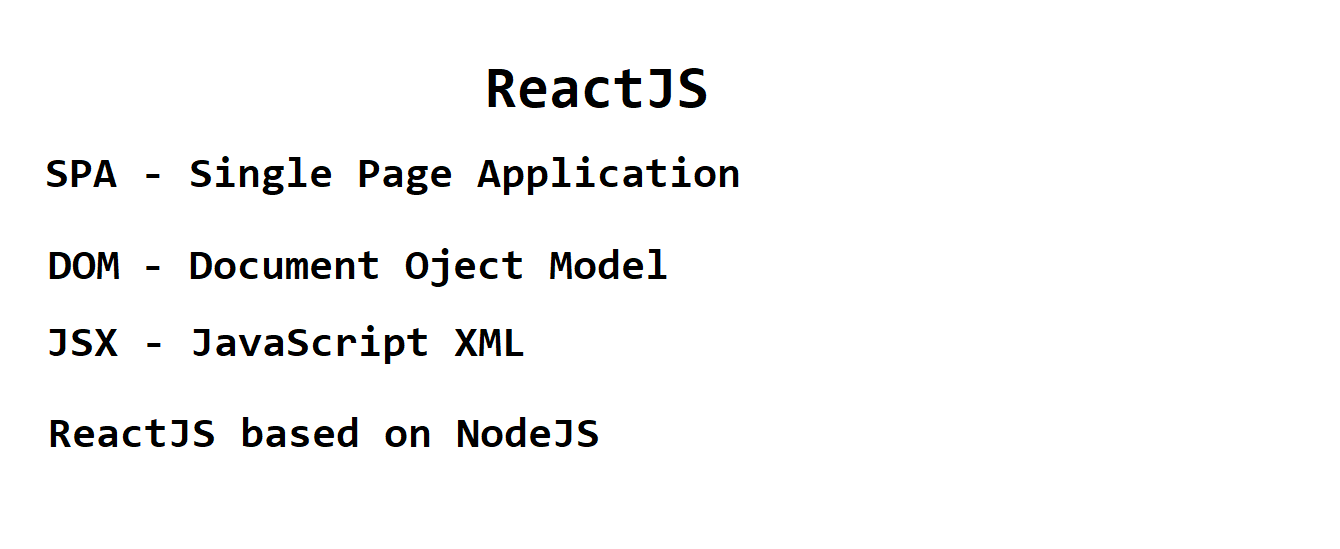 ReactJS
SPA - Single Page Application
DOM - Document Oject Model
JSX - JavaScript XML
ReactJS based on NodeJS